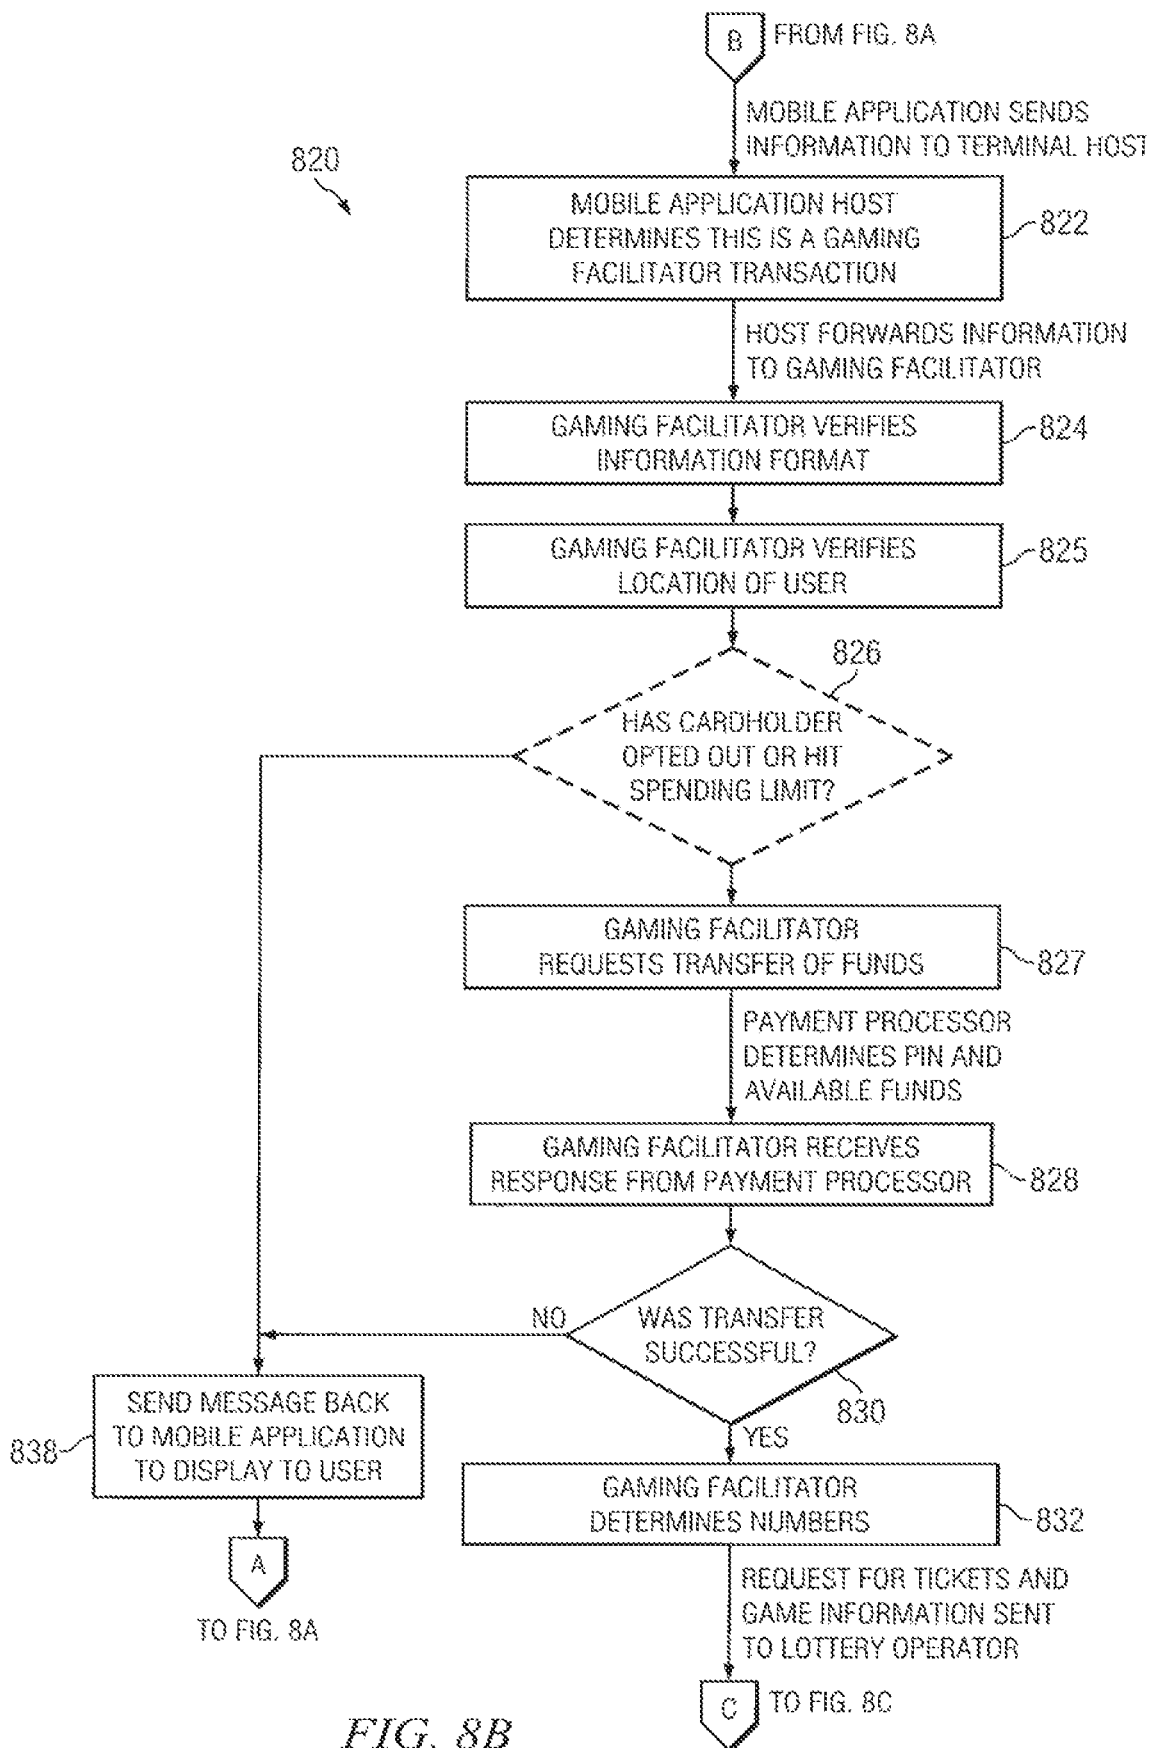 B
FROM FIG. 8A
MOBILE APPLICATION SENDS
INFORMATION TO TERMINAL HOST
820
MOBILE APPLICATION HOST
DETERMINES THIS IS A GAMING
FACILITATOR TRANSACTION
822
HOST FORWARDS INFORMATION
TO GAMING FACILITATOR
GAMING FACILITATOR VERIFIES
INFORMATION FORMAT
824
GAMING FACILITATOR VERIFIES
LOCATION OF USER
825
826
HAS CARDHOLDER
OPTED OUT OR HIT
SPENDING LIMIT?
GAMING FACILITATOR
REQUESTS TRANSFER OF FUNDS
827
PAYMENT PROCESSOR
DETERMINES PIN AND
AVAILABLE FUNDS
GAMING FACILITATOR RECEIVES
RESPONSE FROM PAYMENT PROCESSOR
828
NO
WAS TRANSFER
SUCCESSFUL?
830
YES
SEND MESSAGE BACK
TO MOBILE APPLICATION
TO DISPLAY TO USER
838
GAMING FACILITATOR
DETERMINES NUMBERS
832
A
TO FIG. 8A
REQUEST FOR TICKETS AND
GAME INFORMATION SENT
TO LOTTERY OPERATOR
C
TO FIG. 8C
FIG. 8B